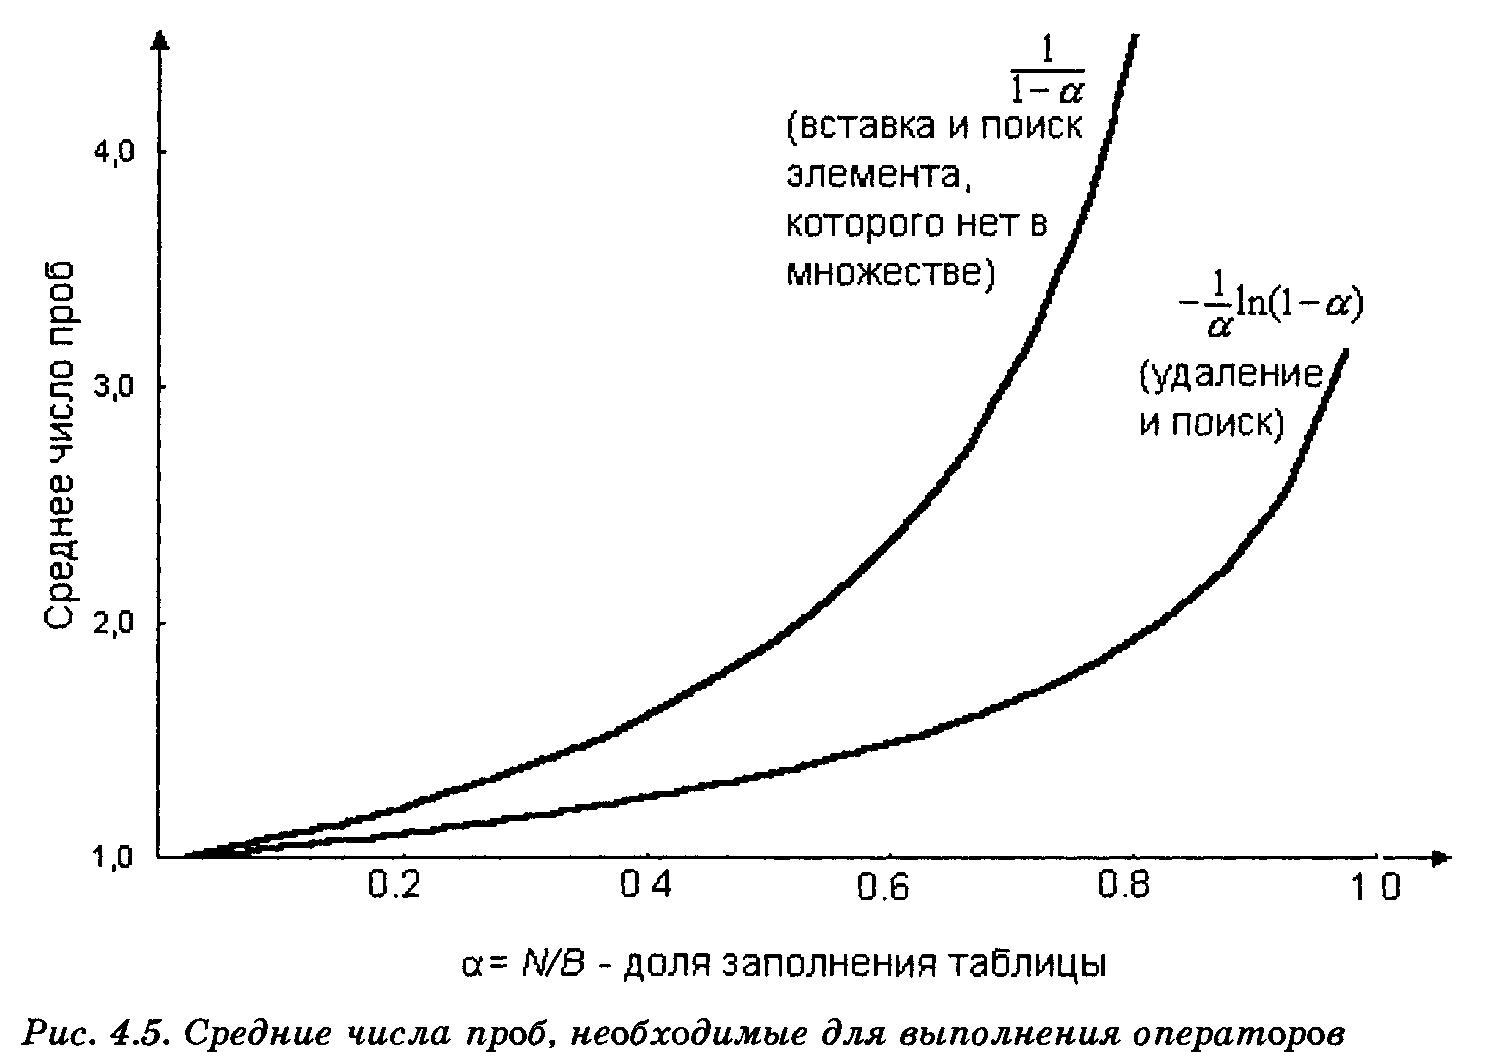 4,0
3,0
2,0
1,0
Среднее число проб
1
1-α
(вставка и поиск
элемента,
которого нет в
множестве)
-1/α ln(1-α)
(удаление
и поиск)
0.2 0 4 0.6 0.8 1 0
α = N/B - доля заполнения таблицы
Рис. 4.5. Средние числа проб, необходимые для выполнения операторов